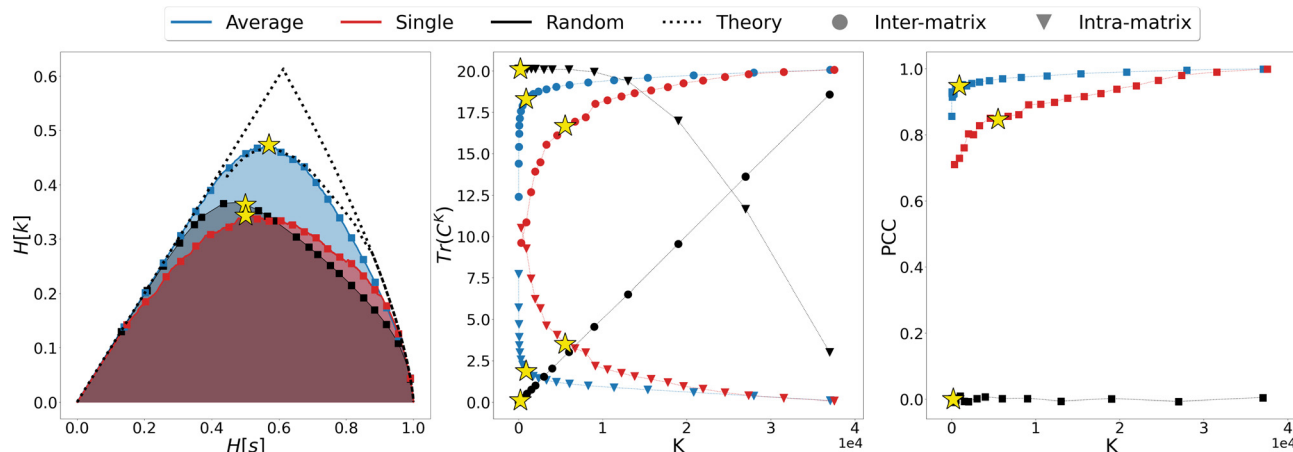 Average Single Random Theory Inter-matrix Intra-matrix
0.6
0.5
0.4
0.3
0.2
0.1
0.0
H[k]
0.0 0.2 0.4 0.6 0.8 1.0
H[s]
20.0
17.5
15.0
12.5
10.0
7.5
5.0
2.5
0.0
Tr(C^K)
0 1 2 3 4
1e4
K
1.0
0.8
0.6
0.4
0.2
0.0
PCC
0 1 2 3 4
1e4
K